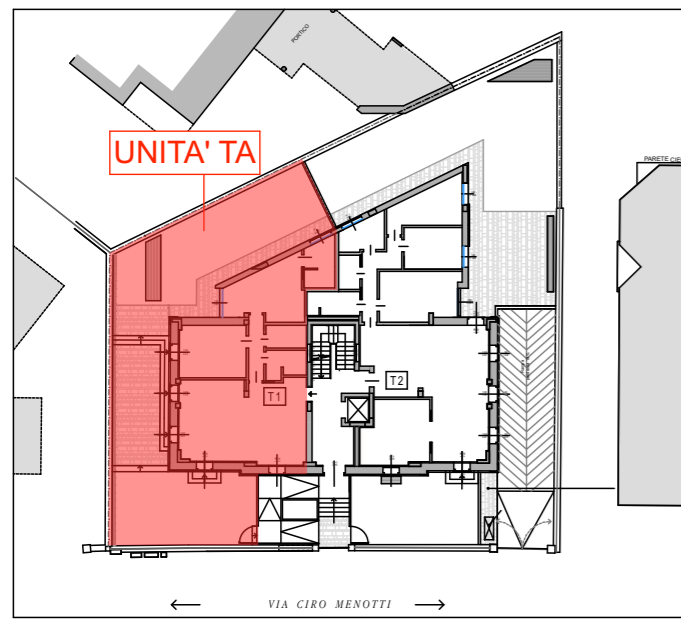 PORTICO
UNITA' TA
PARETE CIE
T1
T2
VIA CIRO MENOTTI